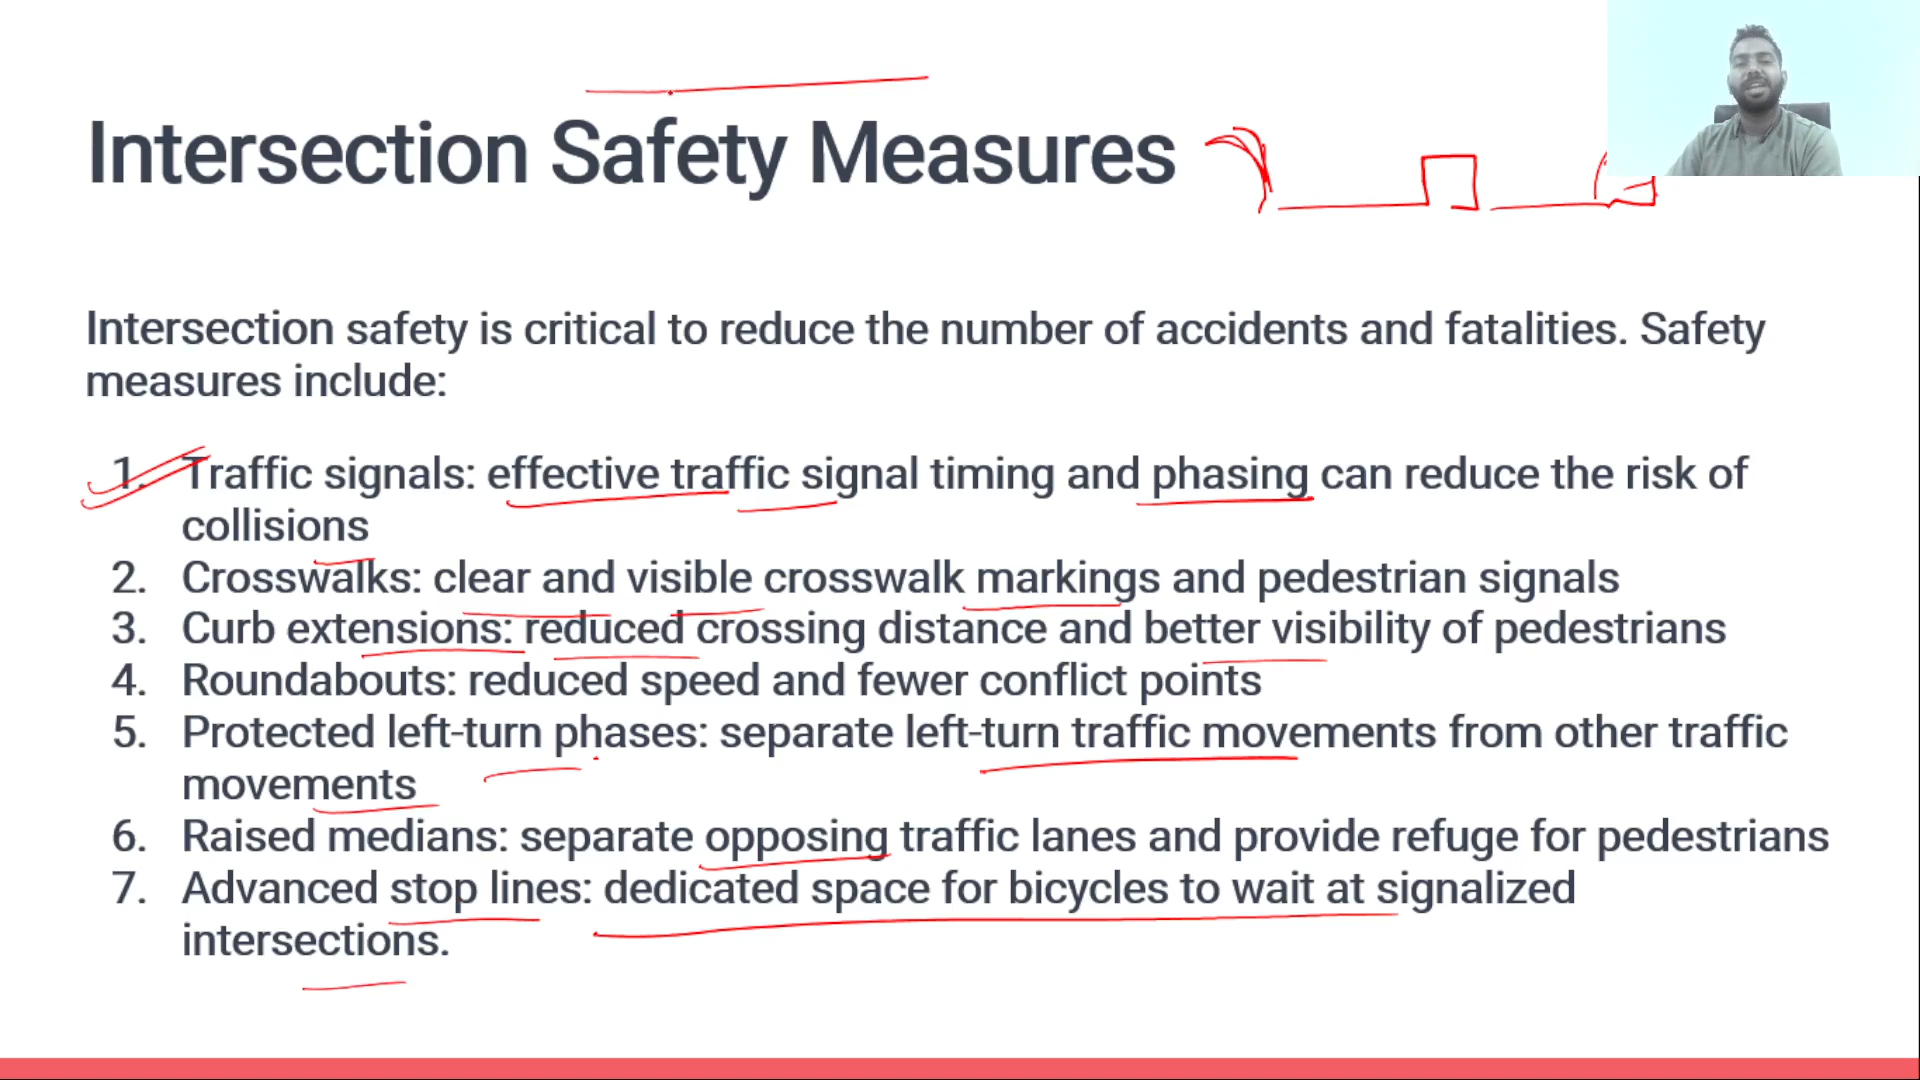 Intersection Safety Measures
Intersection safety is critical to reduce the number of accidents and fatalities. Safety
measures include:
1. Traffic signals: effective traffic signal timing and phasing can reduce the risk of
collisions
2. Crosswalks: clear and visible crosswalk markings and pedestrian signals
3. Curb extensions: reduced crossing distance and better visibility of pedestrians
4. Roundabouts: reduced speed and fewer conflict points
5. Protected left-turn phases: separate left-turn traffic movements from other traffic
movements
6. Raised medians: separate opposing traffic lanes and provide refuge for pedestrians
7. Advanced stop lines: dedicated space for bicycles to wait at signalized
intersections.